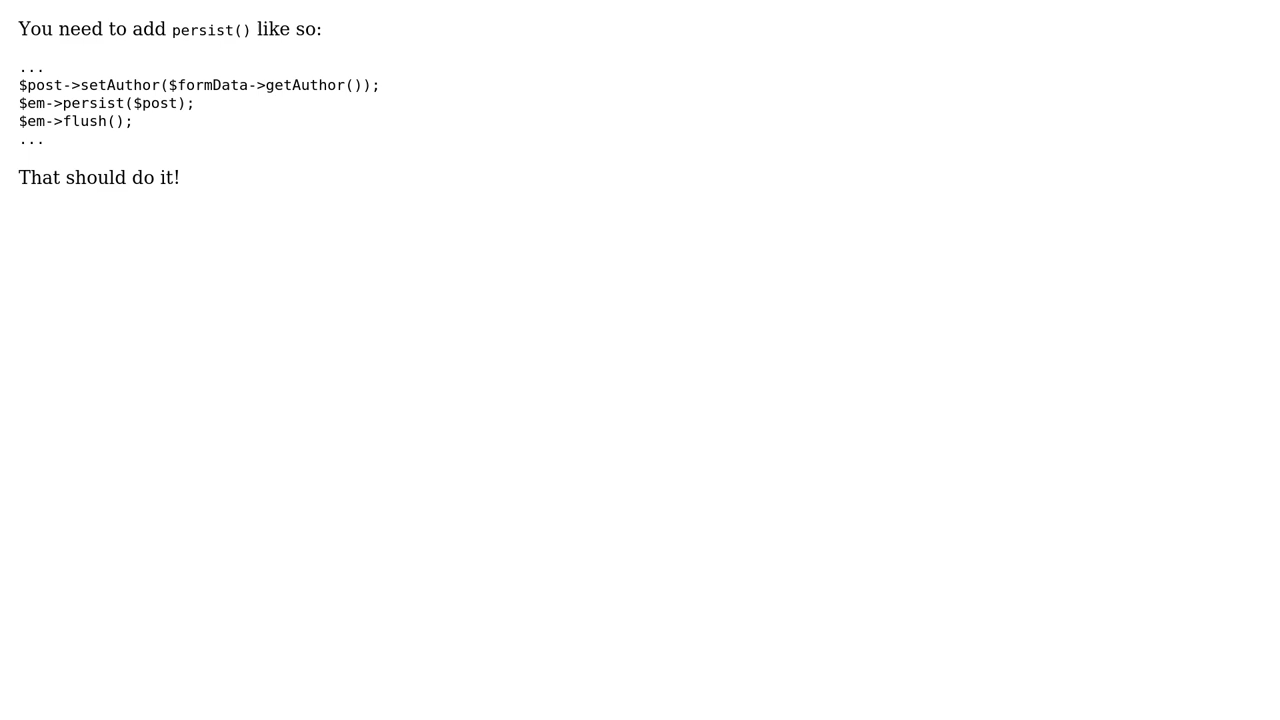 You need to add persist() like so:
...
$post->setAuthor($formData->getAuthor());
$em->persist($post);
$em->flush();
...
That should do it!